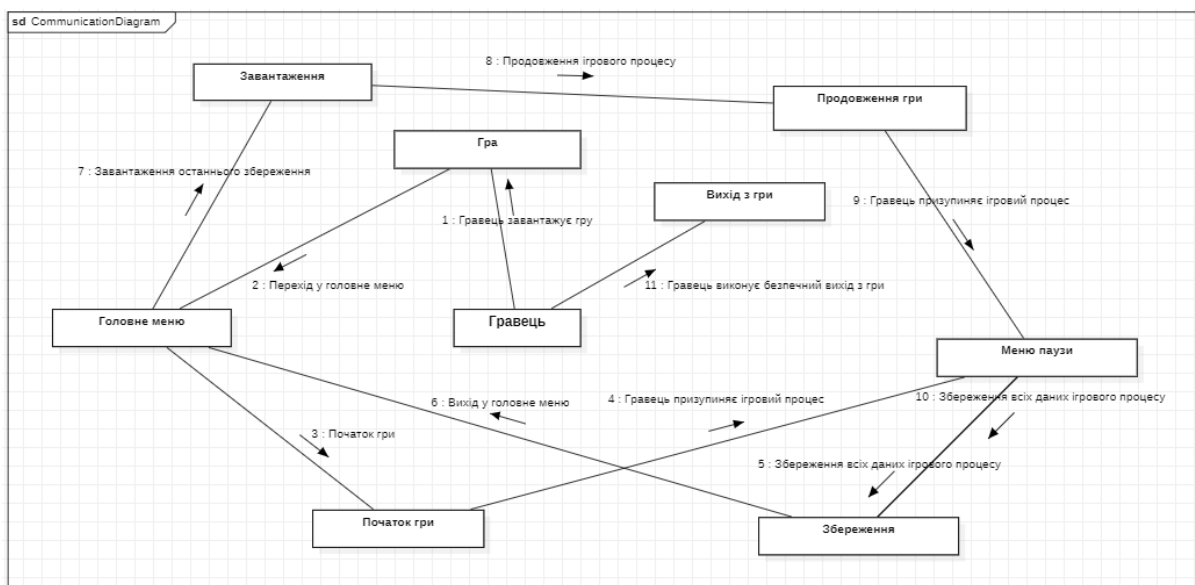 sd CommunicationDiagram
8 : Продовження ігрового процесу
Завантаження
Продовження гри
Гра
7 : Завантаження останнього збереження
Вихід з гри
9 : Гравець призупиняє ігровий процес
1 : Гравець завантажує гру
2 : Перехід у головне меню
11 : Гравець виконує безпечний вихід з гри
Головне меню
Гравець
Меню паузи
6 : Вихід у головне меню
4 : Гравець призупиняє ігровий процес
10 : Збереження всіх даних ігрового процесу
3 : Початок гри
5 : Збереження всіх даних ігрового процесу
Початок гри
Збереження